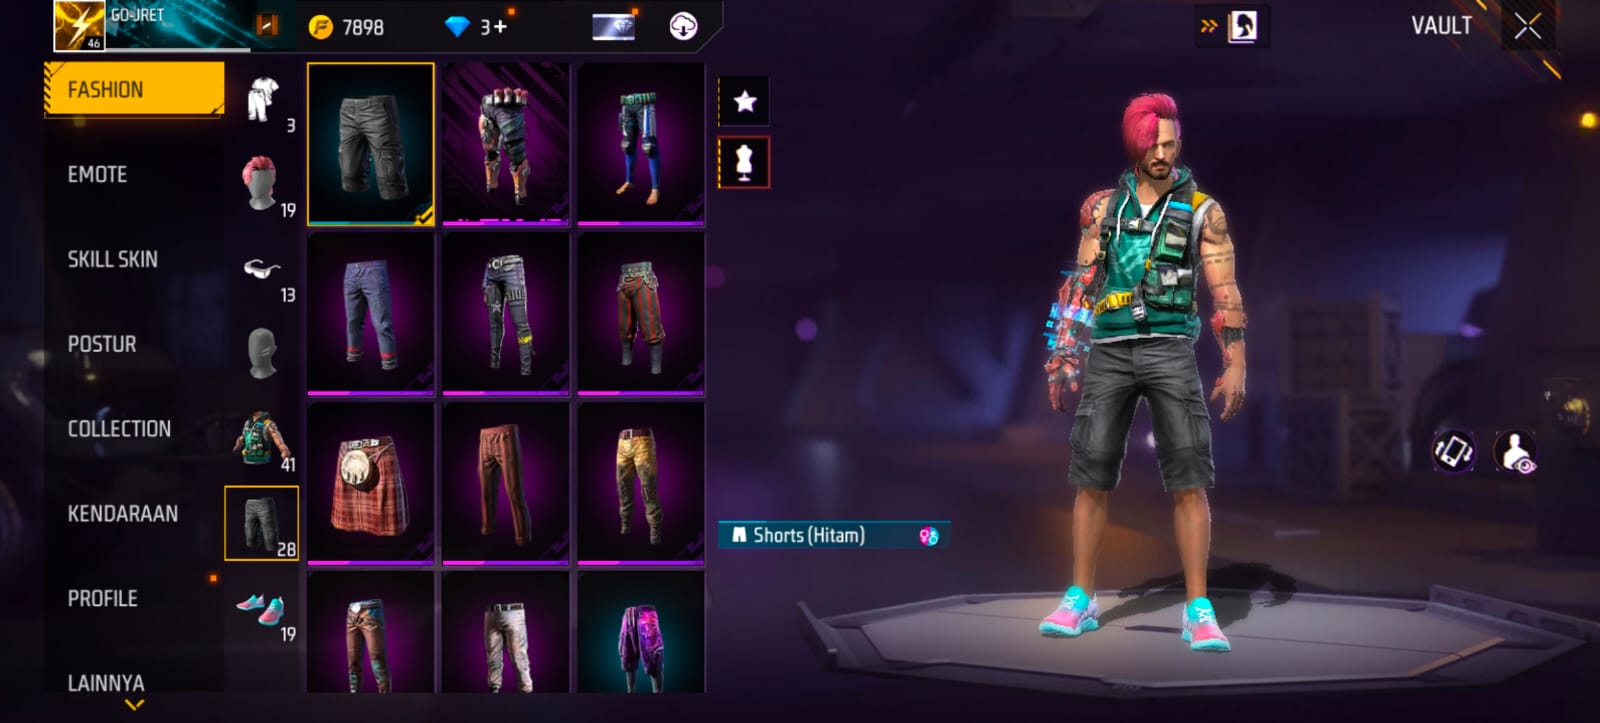 GO-JRET
46
7898
3+
VAULT
FASHION
3
EMOTE
19
SKILL SKIN
13
POSTUR
COLLECTION
41
KENDARAAN
28
PROFILE
19
LAINNYA
Shorts (Hitam)